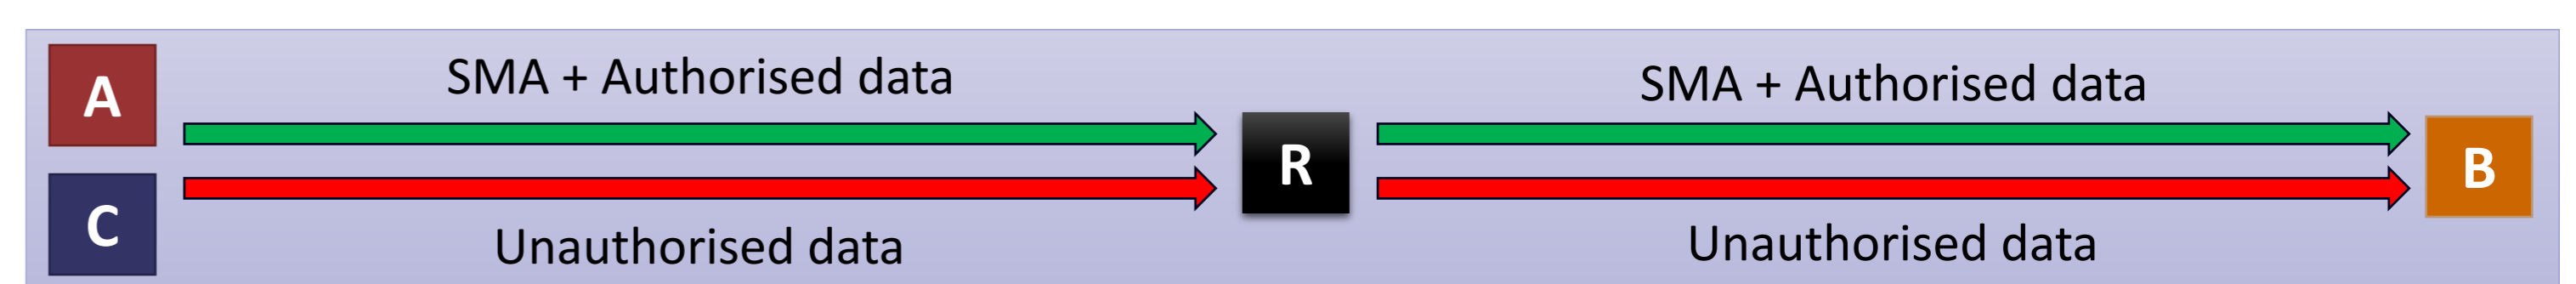 A
SMA + Authorised data
SMA + Authorised data
R
B
C
Unauthorised data
Unauthorised data